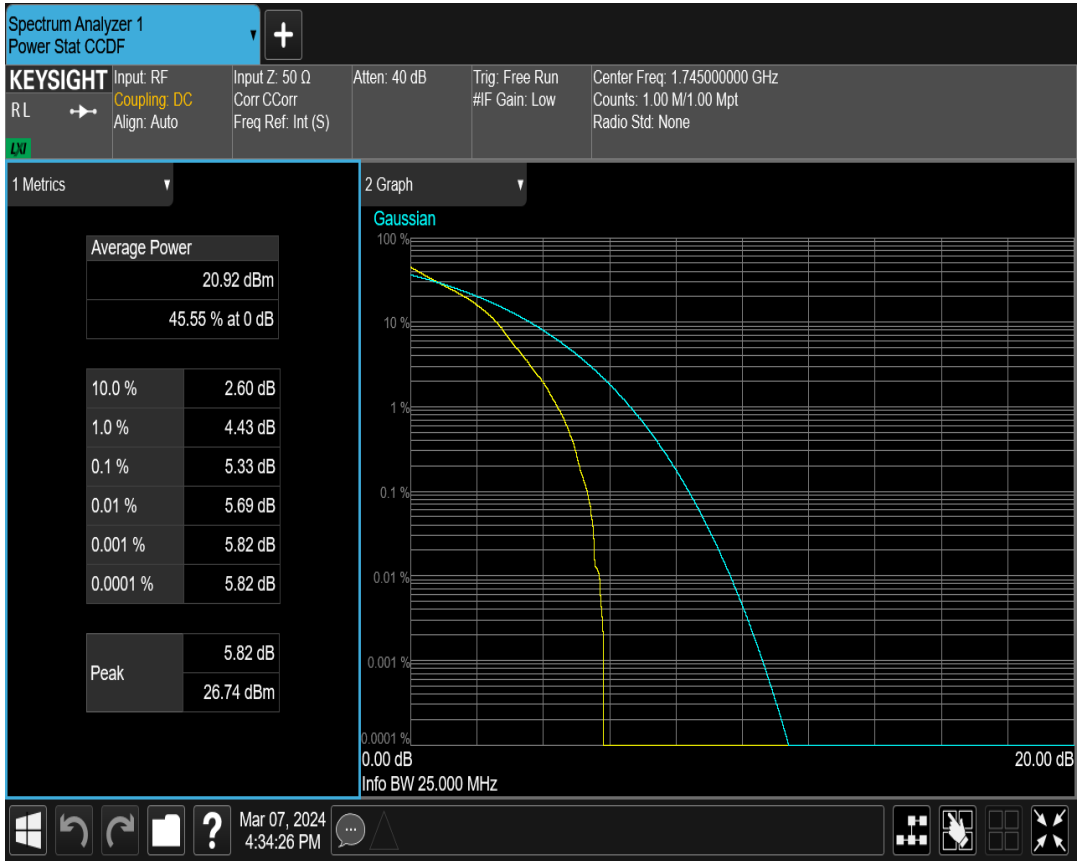 Spectrum Analyzer 1
Power Stat CCDF
KEYSIGHT
R L
LXI
Input: RF
Coupling: DC
Align: Auto
Input Z: 50 Ω
Corr CCorr
Freq Ref: Int (S)
Atten: 40 dB
Trig: Free Run
#IF Gain: Low
Center Freq: 1.745000000 GHz
Counts: 1.00 M/1.00 Mpt
Radio Std: None
1 Metrics
Average Power
20.92 dBm
45.55 % at 0 dB
10.0 % 2.60 dB
1.0 % 4.43 dB
0.1 % 5.33 dB
0.01 % 5.69 dB
0.001 % 5.82 dB
0.0001 % 5.82 dB
Peak 5.82 dB
26.74 dBm
2 Graph
Gaussian
100 %
10 %
1 %
0.1 %
0.01 %
0.001 %
0.0001 %
0.00 dB 20.00 dB
Info BW 25.000 MHz
?
Mar 07, 2024
4:34:26 PM